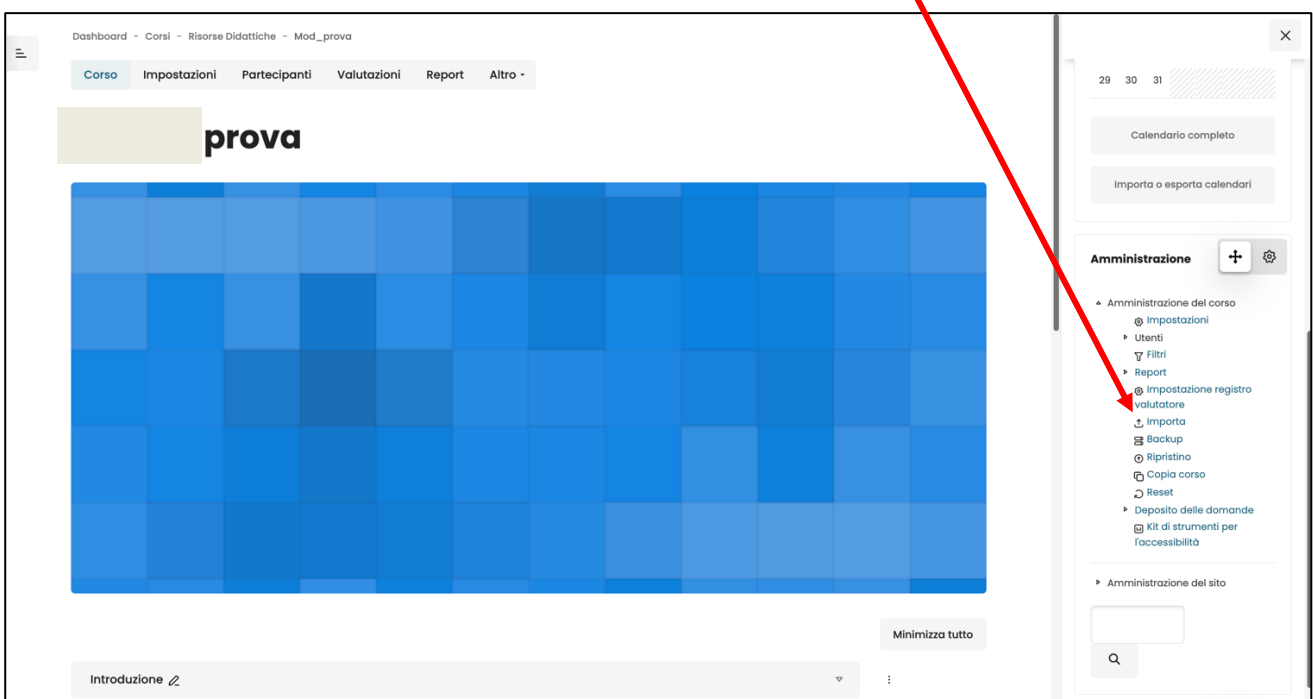 Dashboard - Corsi - Risorse Didattiche - Mod_prova
Corso Impostazioni Partecipanti Valutazioni Report Altro
prova
Minimizza tutto
Introduzione
29 30 31
Calendario completo
Importa o esporta calendari
Amministrazione
Amministrazione del corso
Impostazioni
Utenti
Filtri
Report
Impostazione registro
valutatore
Importa
Backup
Ripristino
Copia corso
Reset
Deposito delle domande
Kit di strumenti per
l'accessibilità
Amministrazione del sito